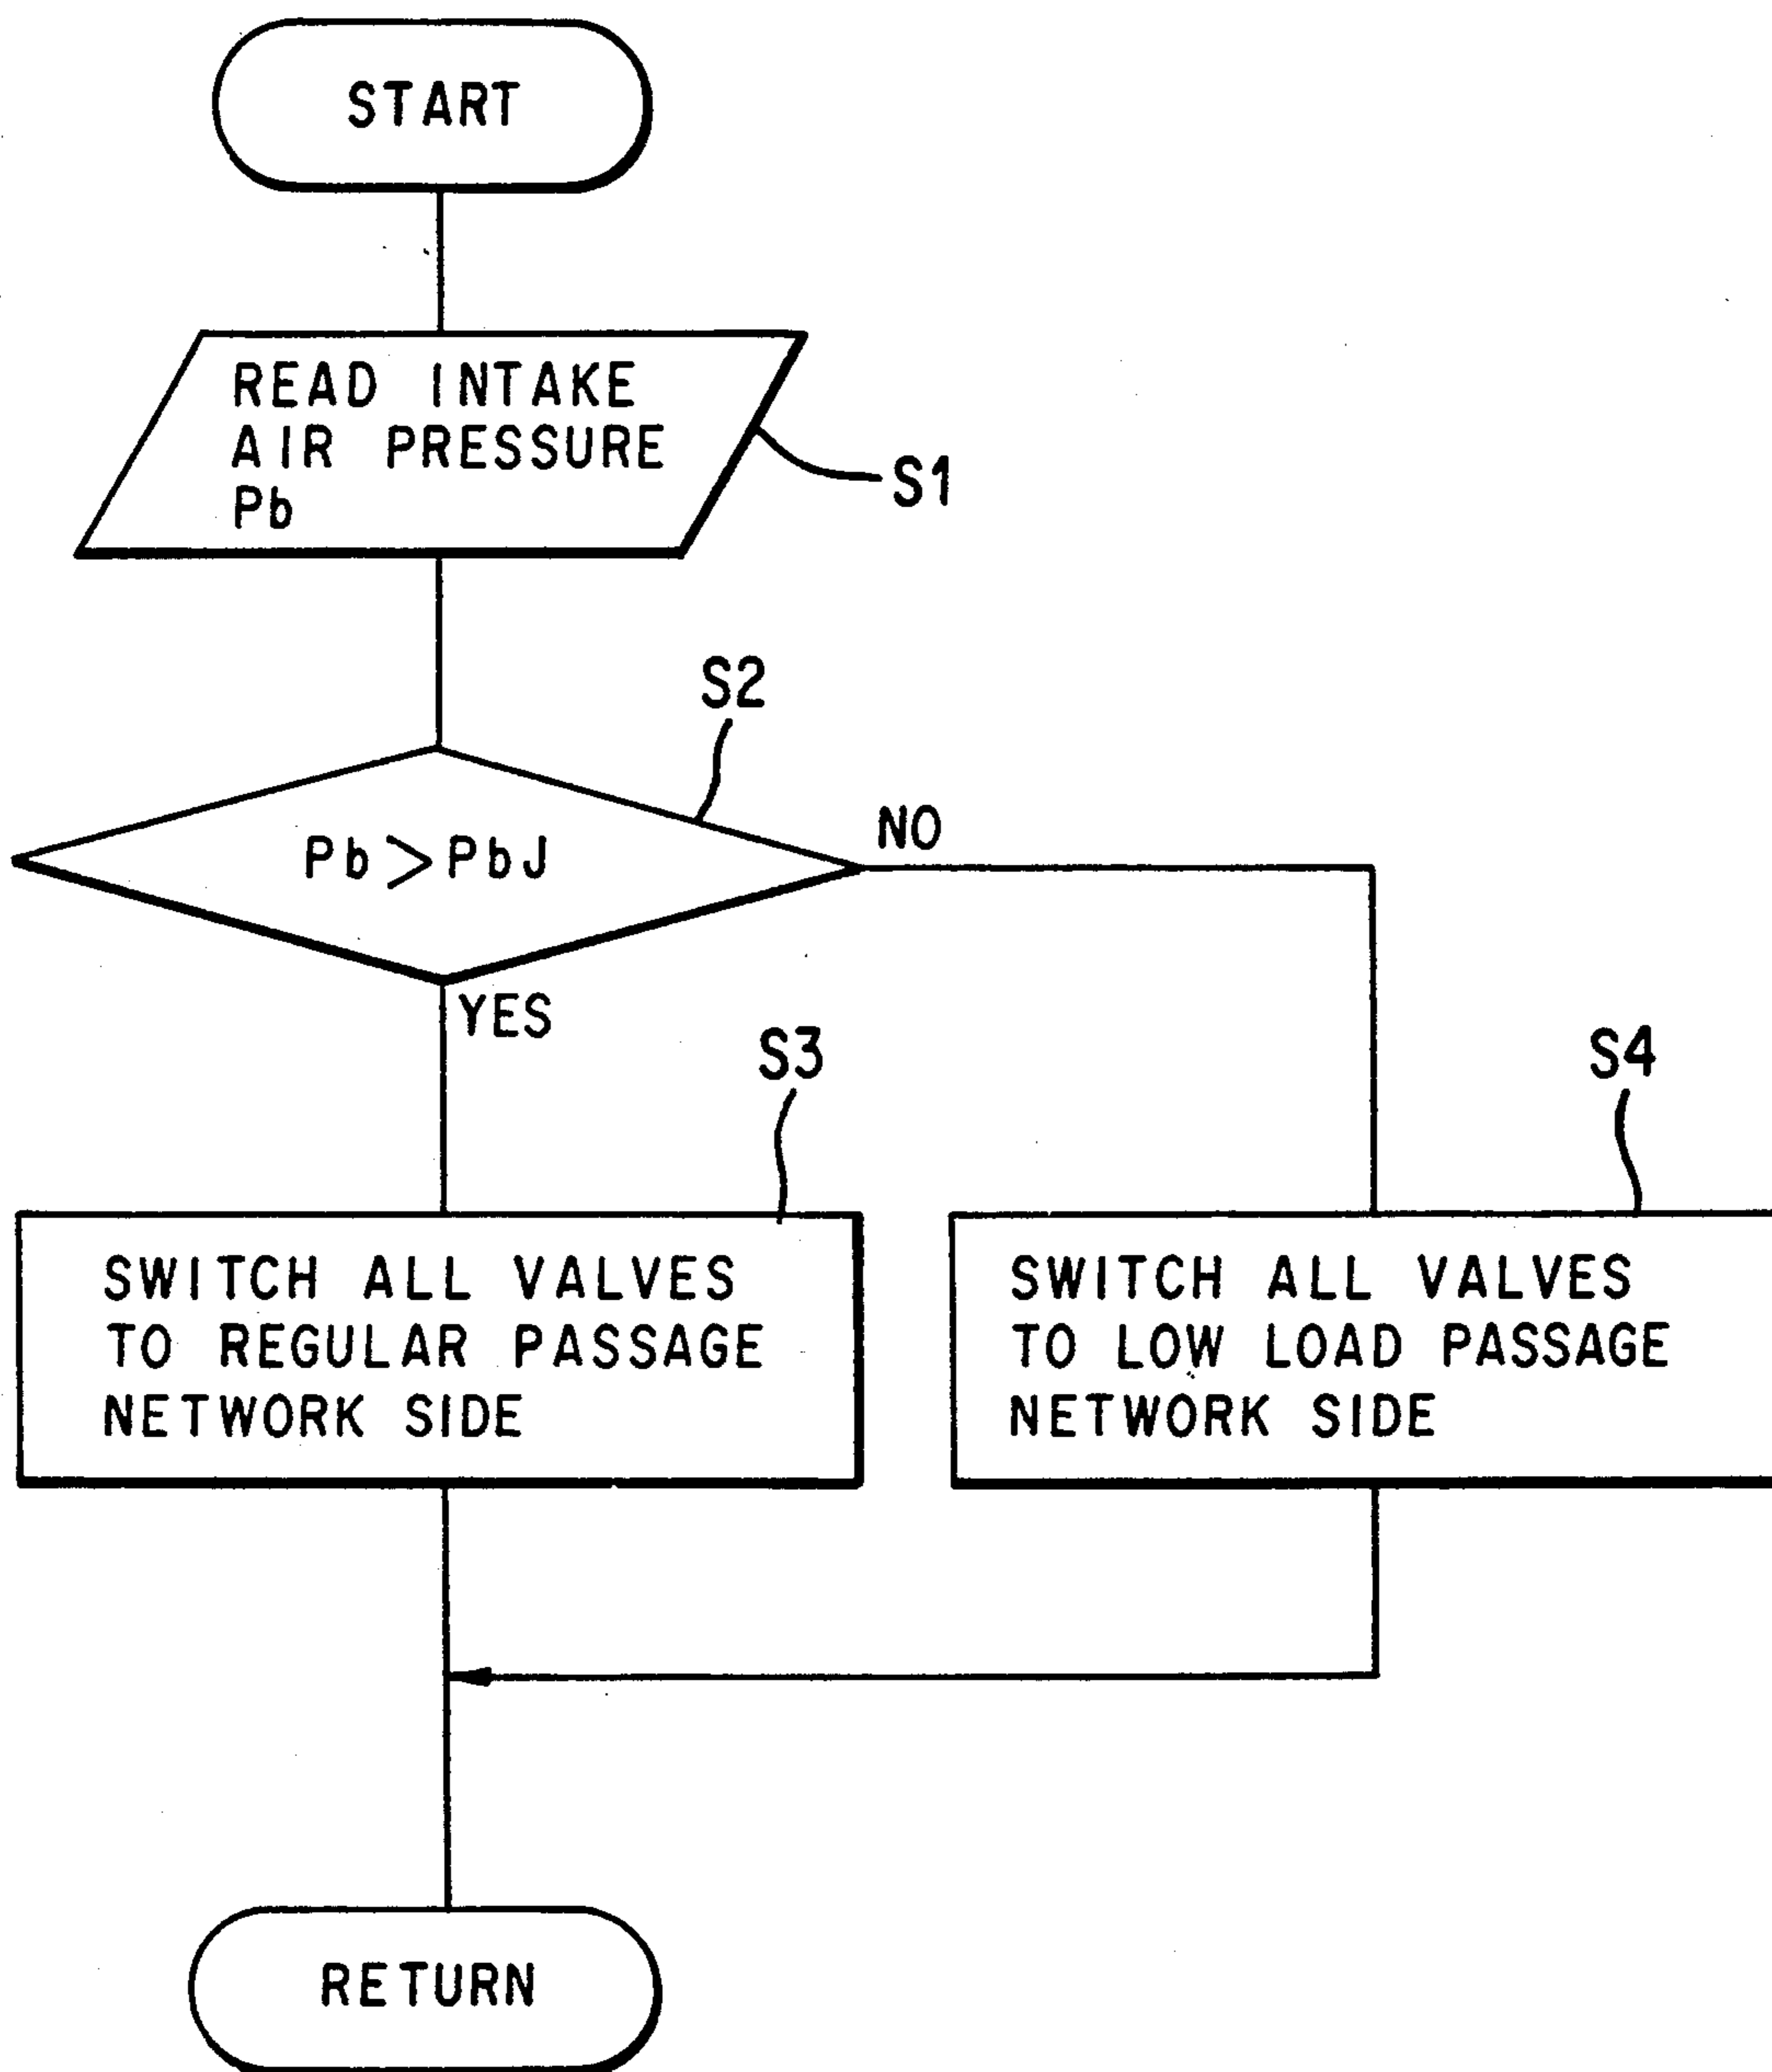 START
READ INTAKE
AIR PRESSURE
Pb
S1
S2
Pb>PbJ
NO
YES
S3
S4
SWITCH ALL VALVES
TO REGULAR PASSAGE
NETWORK SIDE
SWITCH ALL VALVES
TO LOW LOAD PASSAGE
NETWORK SIDE
RETURN